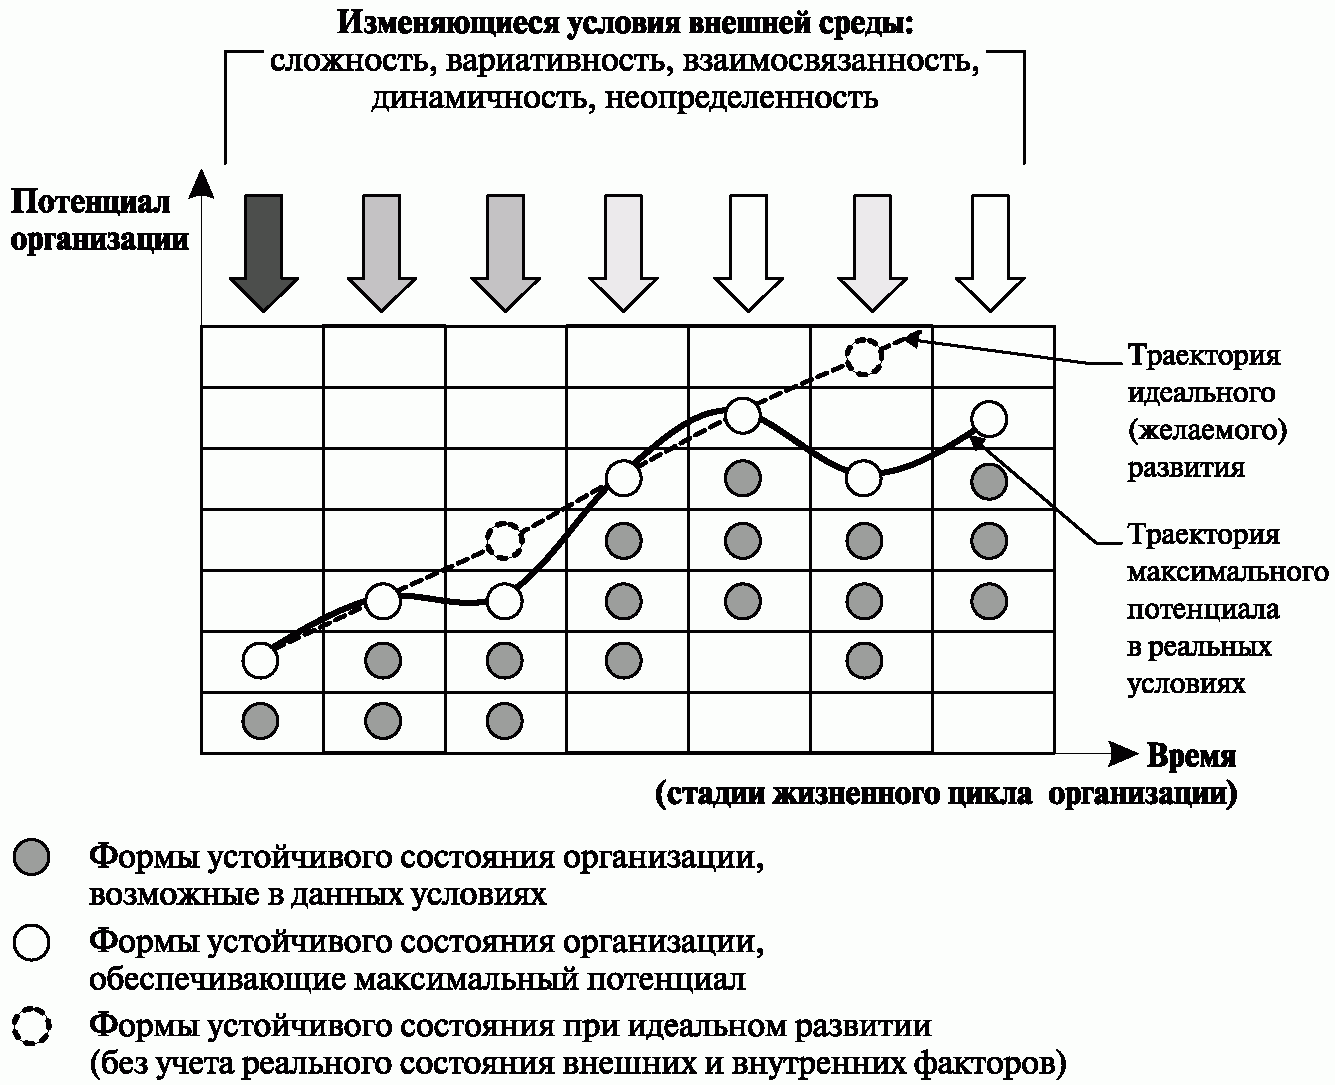 Изменяющиеся условия внешней среды:
сложность, вариативность, взаимосвязанность,
динамичность, неопределенность
Потенциал
организации
Траектория
идеального
(желаемого)
развития
Траектория
максимального
потенциала
в реальных
условиях
Время
(стадии жизненного цикла организации)
Формы устойчивого состояния организации,
возможные в данных условиях
Формы устойчивого состояния организации,
обеспечивающие максимальный потенциал
Формы устойчивого состояния при идеальном развитии
(без учета реального состояния внешних и внутренних факторов)